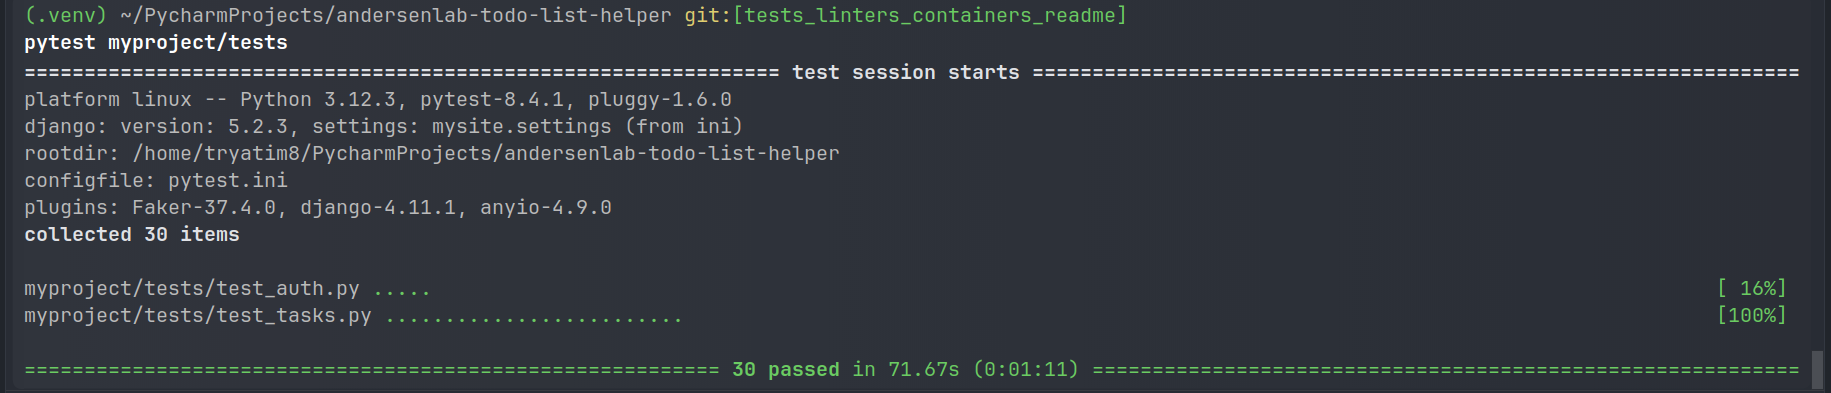 (.venv) ~/PycharmProjects/andersenlab-todo-list-helper git:[tests_linters_containers_readme]
pytest myproject/tests
=============================================================== test session starts ================================================================
platform linux -- Python 3.12.3, pytest-8.4.1, pluggy-1.6.0
django: version: 5.2.3, settings: mysite.settings (from ini)
rootdir: /home/tryatim8/PycharmProjects/andersenlab-todo-list-helper
configfile: pytest.ini
plugins: Faker-37.4.0, django-4.11.1, anyio-4.9.0
collected 30 items
myproject/tests/test_auth.py ..... [ 16%]
myproject/tests/test_tasks.py ......................... [100%]
========================================================== 30 passed in 71.67s (0:01:11) ===========================================================